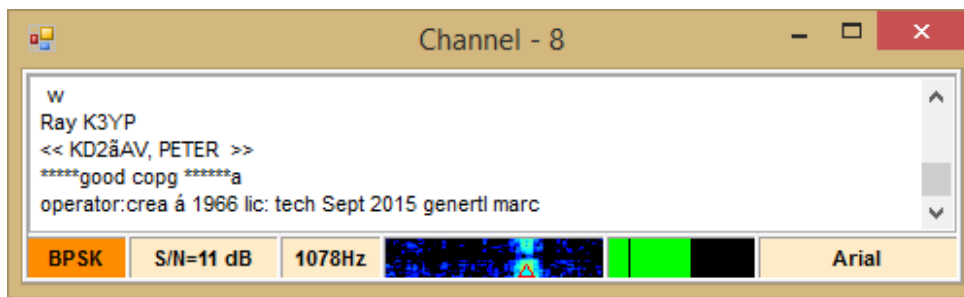 Channel - 8
w
Ray K3YP
<< KD2ãAV, PETER >>
*****good copg ******a
operator:crea á 1966 lic: tech Sept 2015 genertl marc
BPSK S/N=11 dB 1078Hz Arial